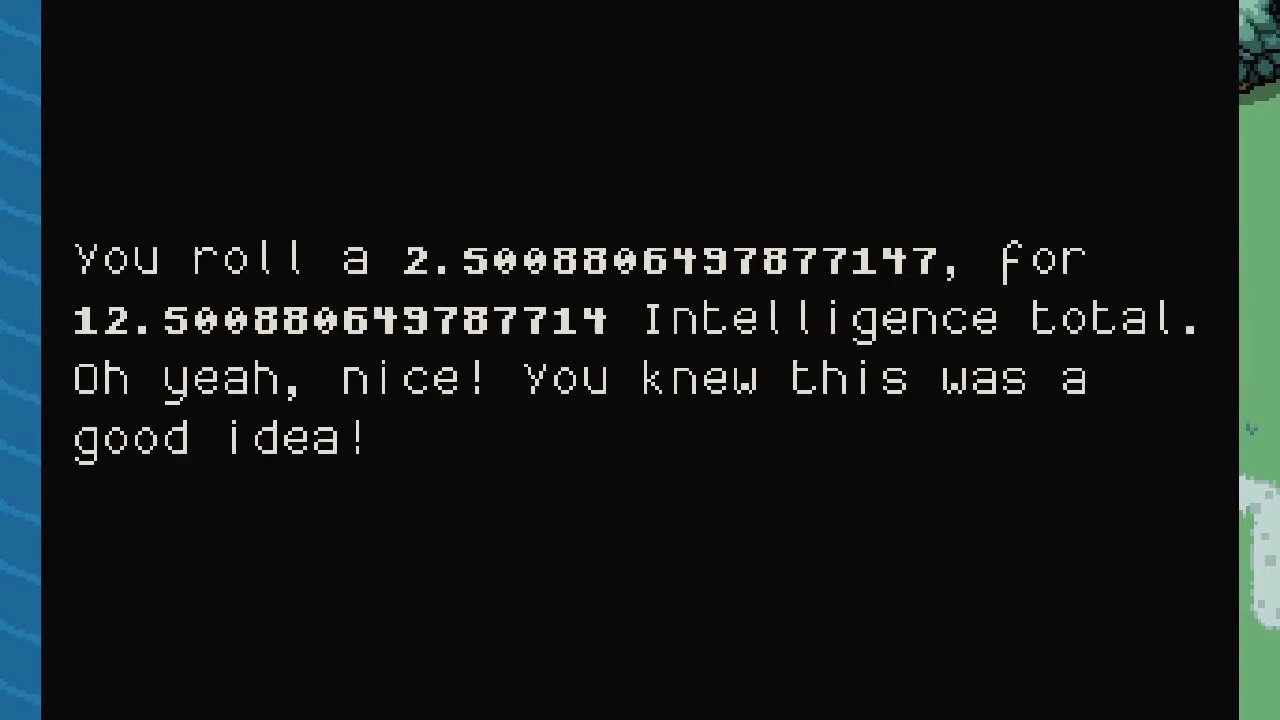 You roll a 2.5008806497877147, for
12.500880649787714 Intelligence total.
Oh yeah, nice! You knew this was a
good idea!